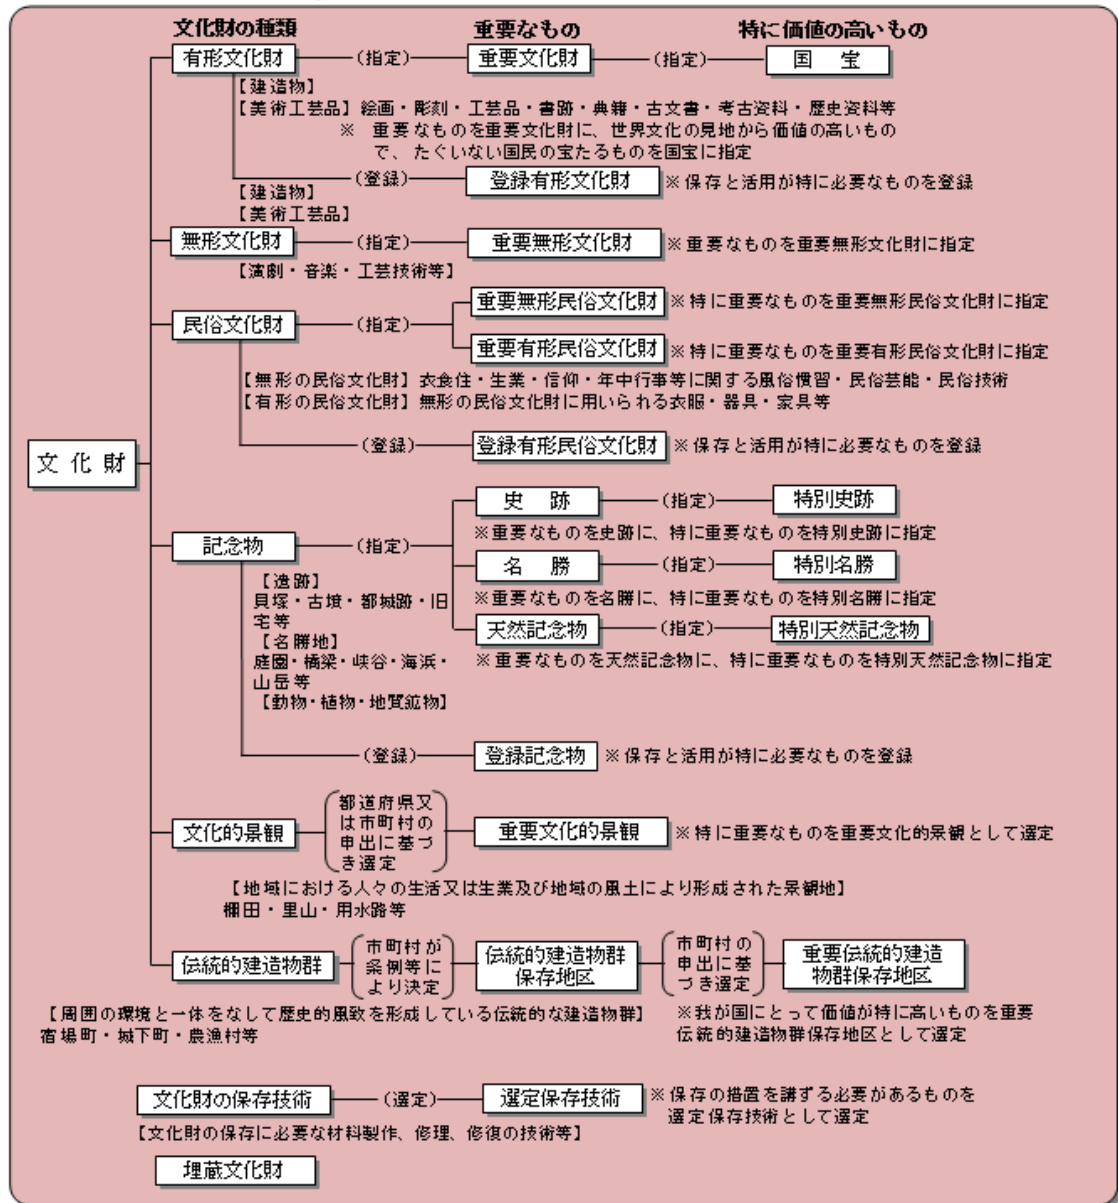 文化財の種類 重要なもの 特に価値の高いもの
有形文化財 (指定) 重要文化財 (指定) 国宝
【建造物】
【美術工芸品】絵画・彫刻・工芸品・書跡・典籍・古文書・考古資料・歴史資料等
※ 重要なものを重要文化財に、世界文化の見地から価値の高いもの
で、たぐいない国民の宝たるものを国宝に指定
(登録) 登録有形文化財 ※保存と活用が特に必要なものを登録
【建造物】
【美術工芸品】
無形文化財 (指定) 重要無形文化財 ※重要なものを重要無形文化財に指定
【演劇・音楽・工芸技術等】
重要無形民俗文化財 ※特に重要なものを重要無形民俗文化財に指定
民俗文化財 (指定)
重要有形民俗文化財 ※特に重要なものを重要有形民俗文化財に指定
【無形の民俗文化財】衣食住・生業・信仰・年中行事等に関する風俗慣習・民俗芸能・民俗技術
【有形の民俗文化財】無形の民俗文化財に用いられる衣服・器具・家具等
(登録) 登録有形民俗文化財 ※保存と活用が特に必要なものを登録
文化財
史跡 (指定) 特別史跡
※重要なものを史跡に、特に重要なものを特別史跡に指定
記念物 (指定)
名勝 (指定) 特別名勝
※重要なものを名勝に、特に重要なものを特別名勝に指定
天然記念物 (指定) 特別天然記念物
※重要なものを天然記念物に、特に重要なものを特別天然記念物に指定
【遺跡】
貝塚・古墳・都城跡・旧
宅等
【名勝地】
庭園・橋梁・峡谷・海浜・
山岳等
【動物・植物・地質鉱物】
(登録) 登録記念物 ※保存と活用が特に必要なものを登録
文化的景観
都道府県又
は市町村の
申出に基づ
き選定
重要文化的景観 ※特に重要なものを重要文化的景観として選定
【地域における人々の生活又は生業及び地域の風土により形成された景観地】
棚田・里山・用水路等
伝統的建造物群
市町村が
条例等に
より決定
伝統的建造物群
保存地区
市町村の
申出に基
づき選定
重要伝統的建造
物群保存地区
【周囲の環境と一体をなして歴史的風致を形成している伝統的な建造物群】
宿場町・城下町・農漁村等
※我が国にとって価値が特に高いものを重要
伝統的建造物群保存地区として選定
文化財の保存技術 (選定) 選定保存技術 ※保存の措置を講ずる必要があるものを
選定保存技術として選定
【文化財の保存に必要な材料製作、修理、修復の技術等】
埋蔵文化財